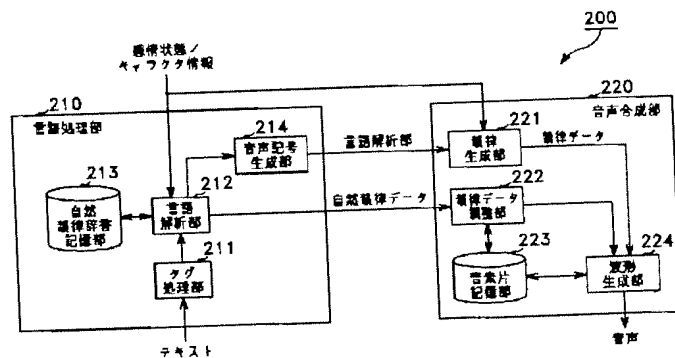 200
感情状態/
キャラクタ情報
210
言語処理部
220
音声合成部
214
音声記号
生成部
言語解析部
221
韻律
生成部
韻律データ
213
自然
韻律辞書
記憶部
212
言語
解析部
自然韻律データ
222
韻律データ
調整部
211
タグ
処理部
223
音素片
記憶部
224
波形
生成部
テキスト
音声